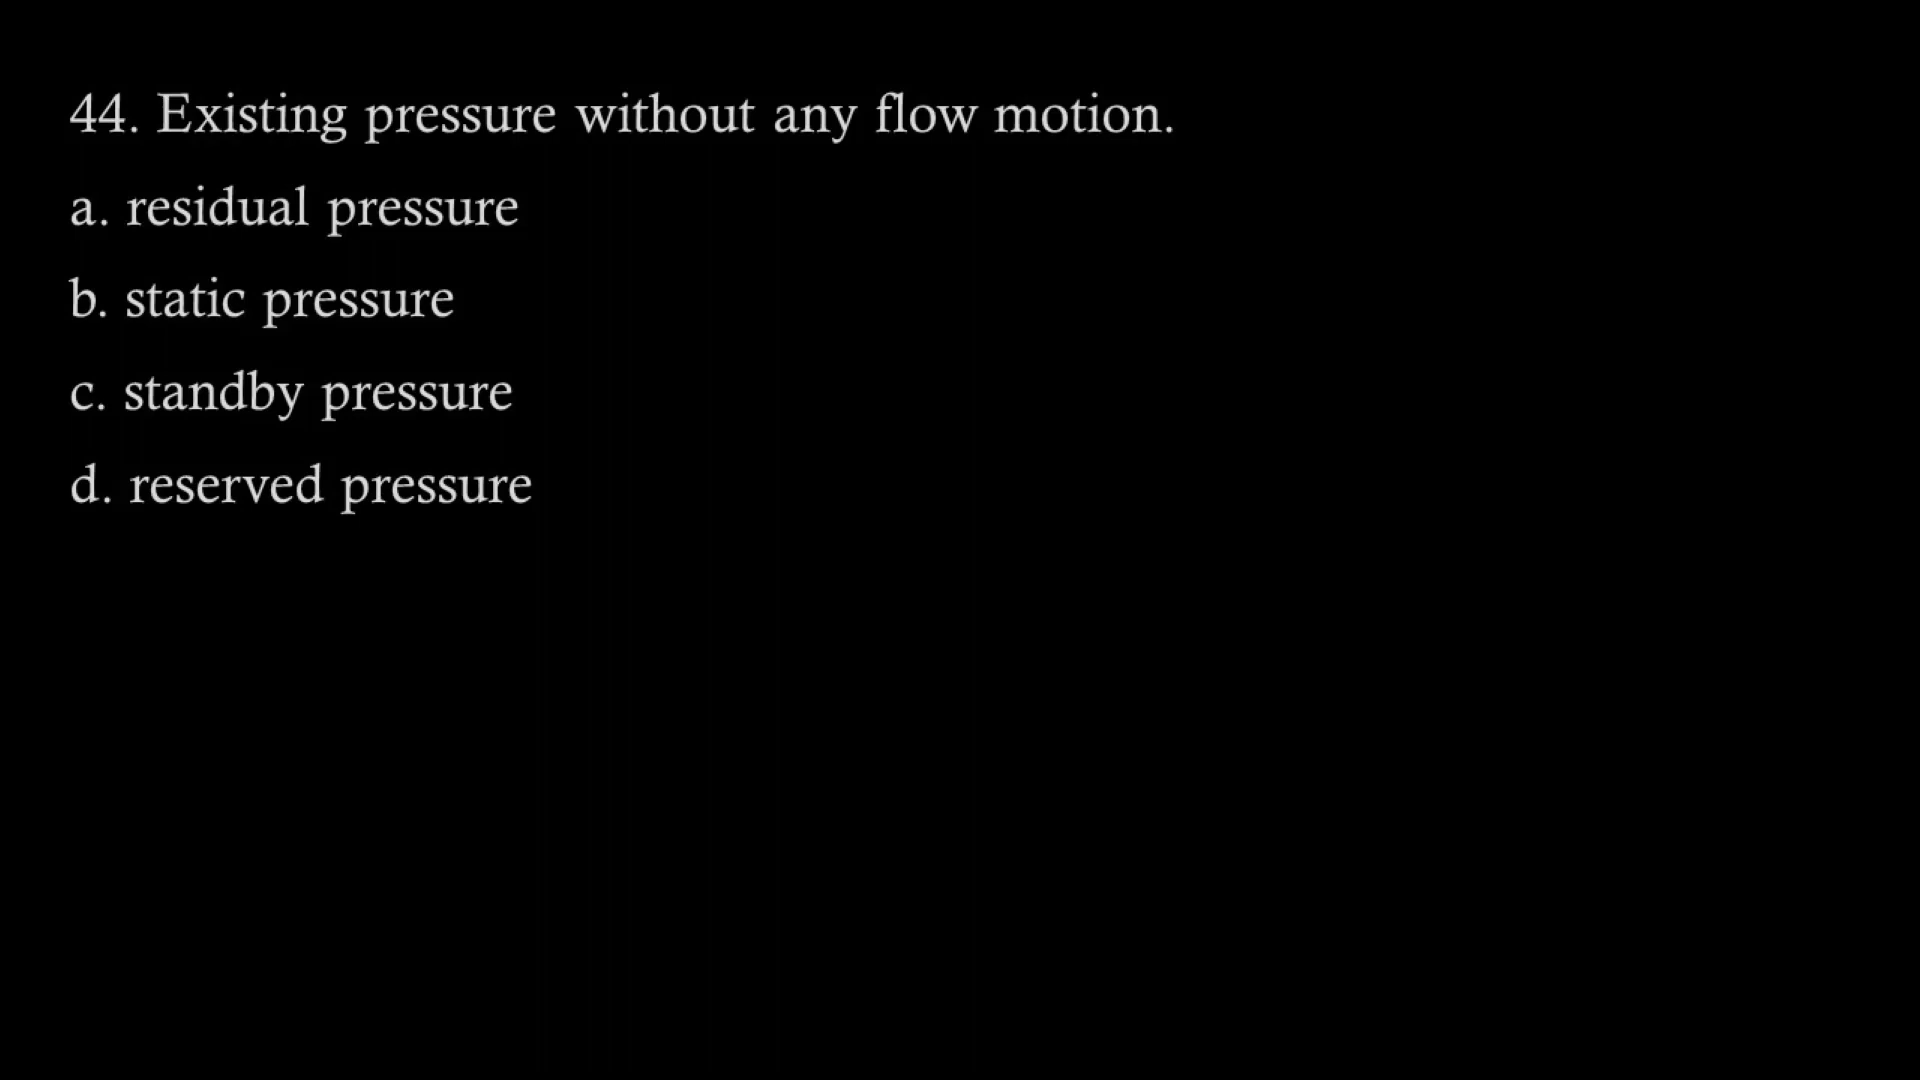 44. Existing pressure without any flow motion.
a. residual pressure
b. static pressure
c. standby pressure
d. reserved pressure